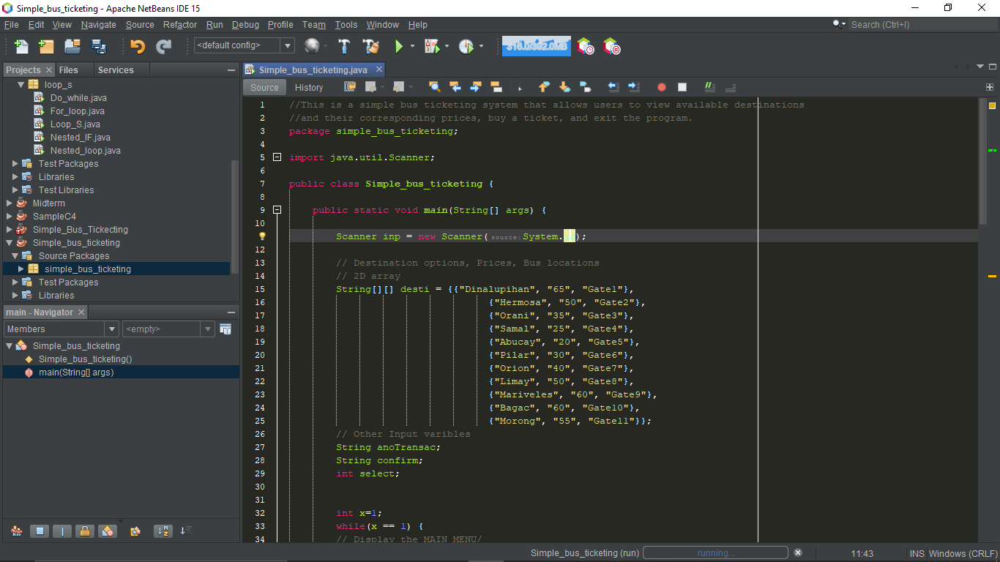 Simple_bus_ticketing - Apache NetBeans IDE 15
File Edit View Navigate Source Refactor Run Debug Profile Team Tools Window Help
Search (Ctrl+I)
<default config>
316.0/392.0MB
Projects Files Services
Simple_bus_ticketing.java
Source History
loop_s
Do_while.java
For_loop.java
Loop_S.java
Nested_IF.java
Nested_loop.java
Test Packages
Libraries
Test Libraries
Midterm
SampleC4
Simple_Bus_Tickecting
Simple_bus_ticketing
Source Packages
simple_bus_ticketing
Test Packages
Libraries
main - Navigator
Members <empty>
Simple_bus_ticketing
Simple_bus_ticketing()
main(String[] args)
1 //This is a simple bus ticketing system that allows users to view available destinations
2 //and their corresponding prices, buy a ticket, and exit the program.
3 package simple_bus_ticketing;
4
5 import java.util.Scanner;
6
7 public class Simple_bus_ticketing {
8
9 public static void main(String[] args) {
10
Scanner inp = new Scanner( source: System.in);
12
13 // Destination options, Prices, Bus locations
14 // 2D array
15 String[][] desti = {{"Dinalupihan", "65", "Gate1"},
16 {"Hermosa", "50", "Gate2"},
17 {"Orani", "35", "Gate3"},
18 {"Samal", "25", "Gate4"},
19 {"Abucay", "20", "Gate5"},
20 {"Pilar", "30", "Gate6"},
21 {"Orion", "40", "Gate7"},
22 {"Limay", "50", "Gate8"},
23 {"Mariveles", "60", "Gate9"},
24 {"Bagac", "60", "Gate10"},
25 {"Morong", "55", "Gate11"}};
26 // Other Input varibles
27 String anoTransac;
28 String confirm;
29 int select;
30
31
32 int x=1;
33 while(x == 1) {
34 // Display the MAIN MENU/
Simple_bus_ticketing (run) running... 11:43 INS Windows (CRLF)